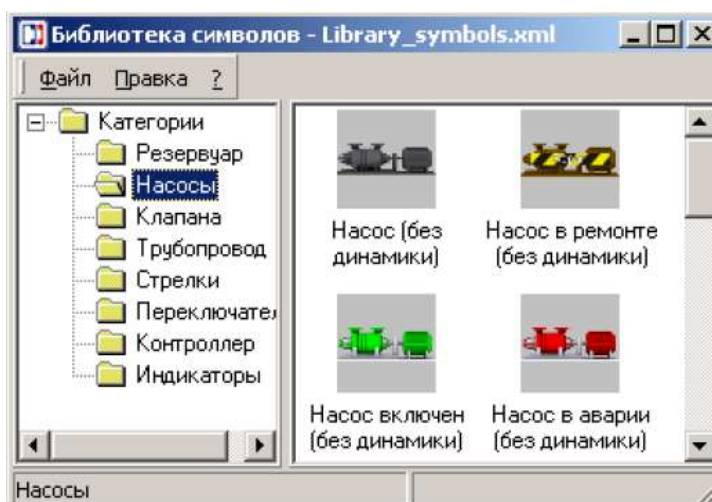 Библиотека символов - Library_symbols.xml
Файл Правка ?
Категории
Резервуар
Насосы
Клапана
Трубопровод
Стрелки
Переключател
Контроллер
Индикаторы
Насос (без
динамики)
Насос в ремонте
(без динамики)
Насос включен
(без динамики)
Насос в аварии
(без динамики)
Насосы